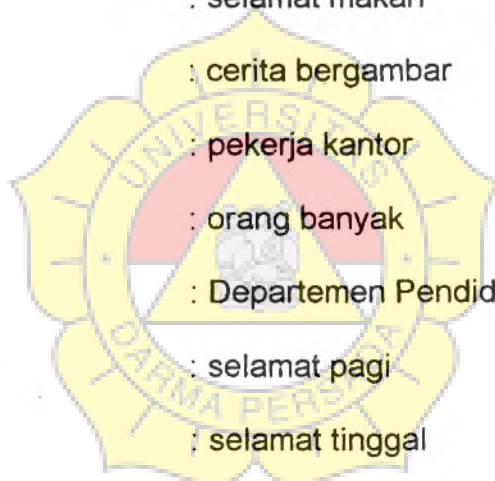 : selamat makan
: cerita bergambar
: pekerja kantor
: orang banyak
: Departemen Pendid
: selamat pagi
: selamat tinggal
UNIVERSITAS
DARMA PERSADA